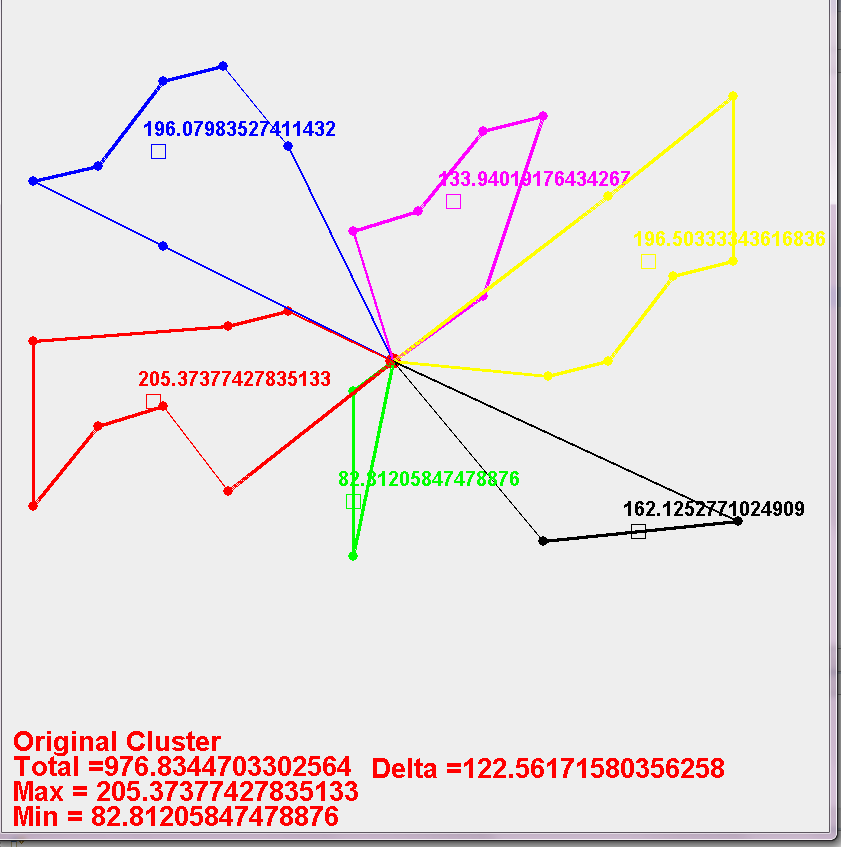 196.07983527411432
133.94019176434267
196.50333343616836
205.37377427835133
82.81205847478876
162.1252771024909
Original Cluster
Total =976.8344703302564 Delta =122.56171580356258
Max = 205.37377427835133
Min = 82.81205847478876